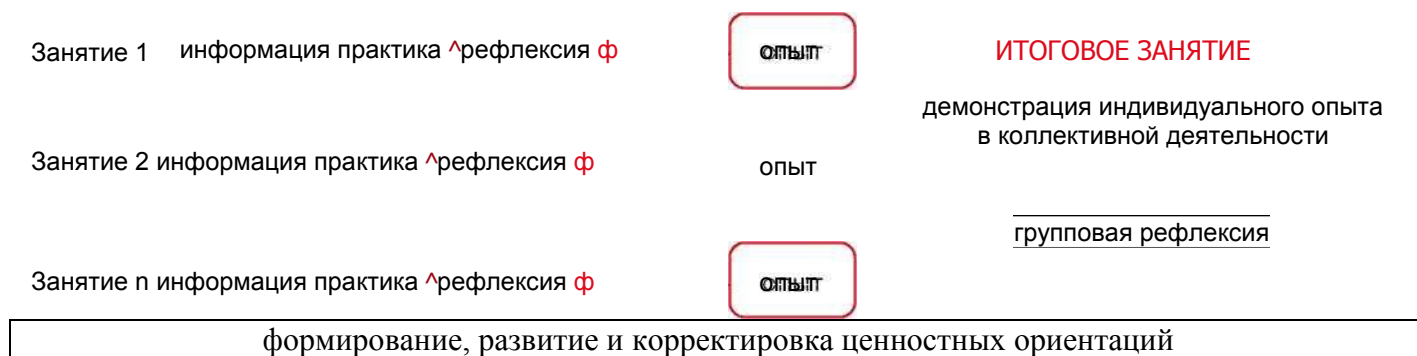 Занятие 1 информация практика ^рефлексия ф опыт ИТОГОВОЕ ЗАНЯТИЕ
демонстрация индивидуального опыта
в коллективной деятельности
Занятие 2 информация практика ^рефлексия ф опыт
групповая рефлексия
Занятие n информация практика ^рефлексия ф опыт
формирование, развитие и корректировка ценностных ориентаций